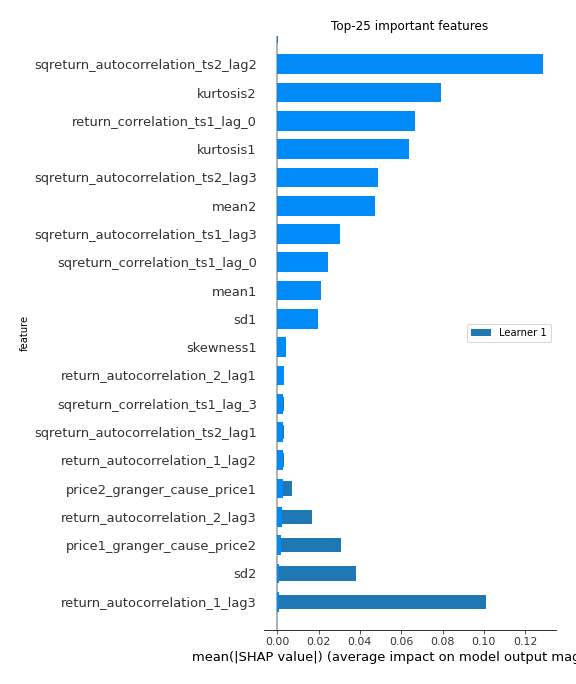 Top-25 important features
sqreturn_autocorrelation_ts2_lag2
kurtosis2
return_correlation_ts1_lag_0
kurtosis1
sqreturn_autocorrelation_ts2_lag3
mean2
sqreturn_autocorrelation_ts1_lag3
sqreturn_correlation_ts1_lag_0
mean1
sd1
skewness1
return_autocorrelation_2_lag1
sqreturn_correlation_ts1_lag_3
sqreturn_autocorrelation_ts2_lag1
return_autocorrelation_1_lag2
price2_granger_cause_price1
return_autocorrelation_2_lag3
price1_granger_cause_price2
sd2
return_autocorrelation_1_lag3
feature
Learner 1
0.00 0.02 0.04 0.06 0.08 0.10 0.12
mean(|SHAP value|) (average impact on model output mag